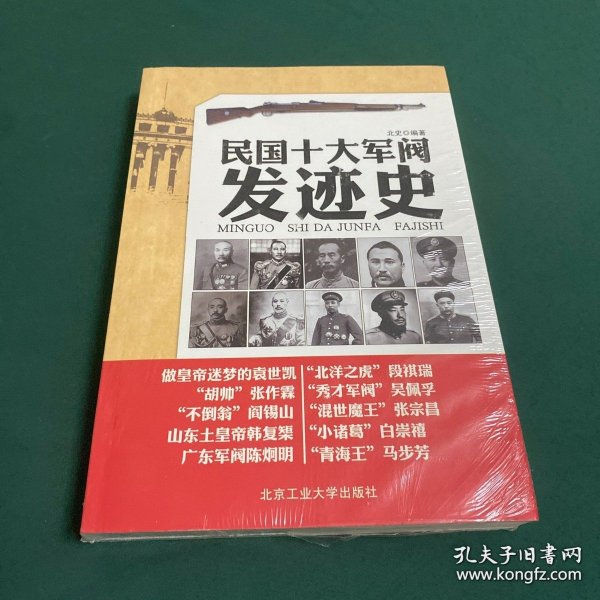 北史◎编著
民国十大军阀
发迹史
MINGUO SHI DA JUNFA FAJISHI
做皇帝迷梦的袁世凯 “北洋之虎”段祺瑞
“胡帅”张作霖 “秀才军阀”吴佩孚
“不倒翁”阎锡山 “混世魔王”张宗昌
山东土皇帝韩复榘 “小诸葛”白崇禧
广东军阀陈炯明 “青海王”马步芳
北京工业大学出版社
孔夫子旧书网
www.kongfz.com